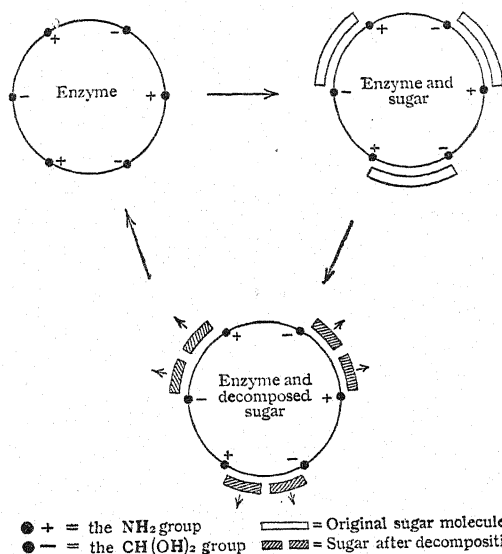 + −
Enzyme
− +
+ −
+ −
Enzyme and
− +
sugar
+ −
+ −
Enzyme and
decomposed
− +
sugar
+ −
● + = the NH₂ group
= Original sugar molecule
● − = the CH(OH)₂ group
= Sugar after decompositi